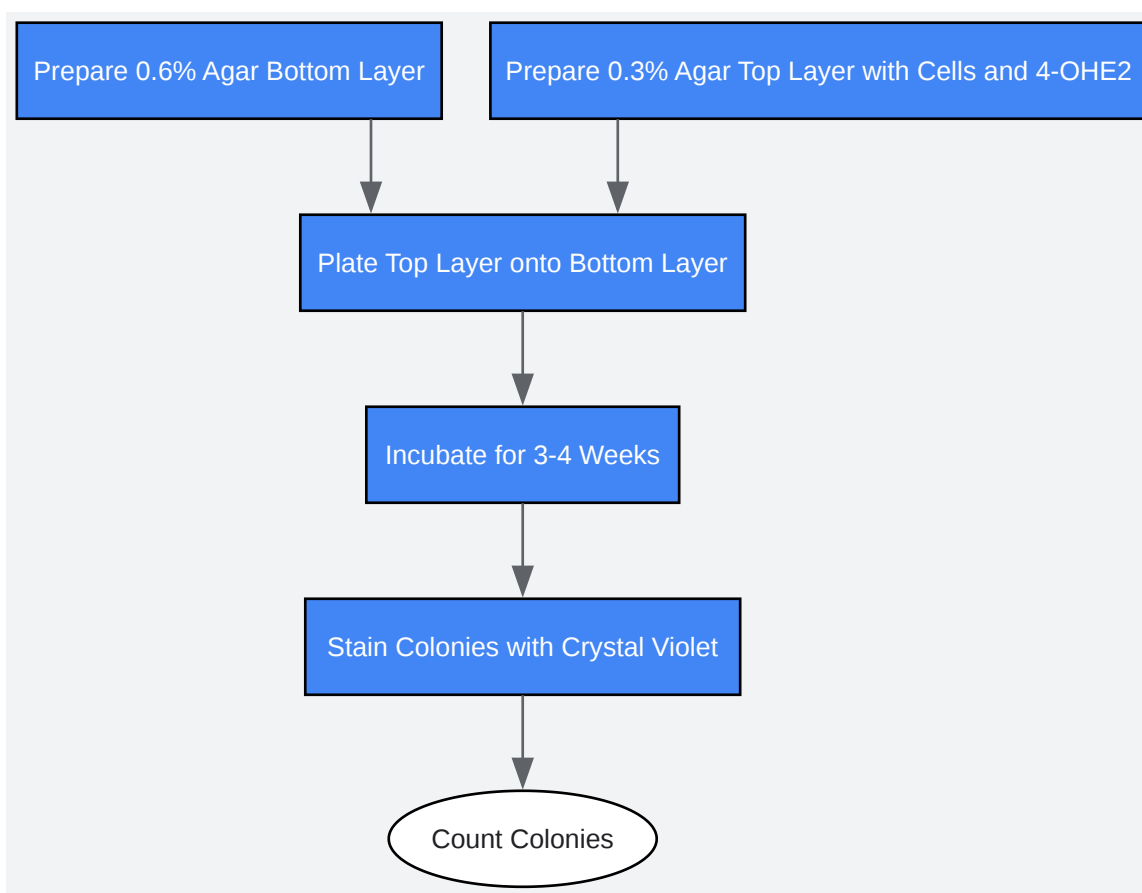 Prepare 0.6% Agar Bottom Layer
Prepare 0.3% Agar Top Layer with Cells and 4-OHE2
Plate Top Layer onto Bottom Layer
Incubate for 3-4 Weeks
Stain Colonies with Crystal Violet
Count Colonies